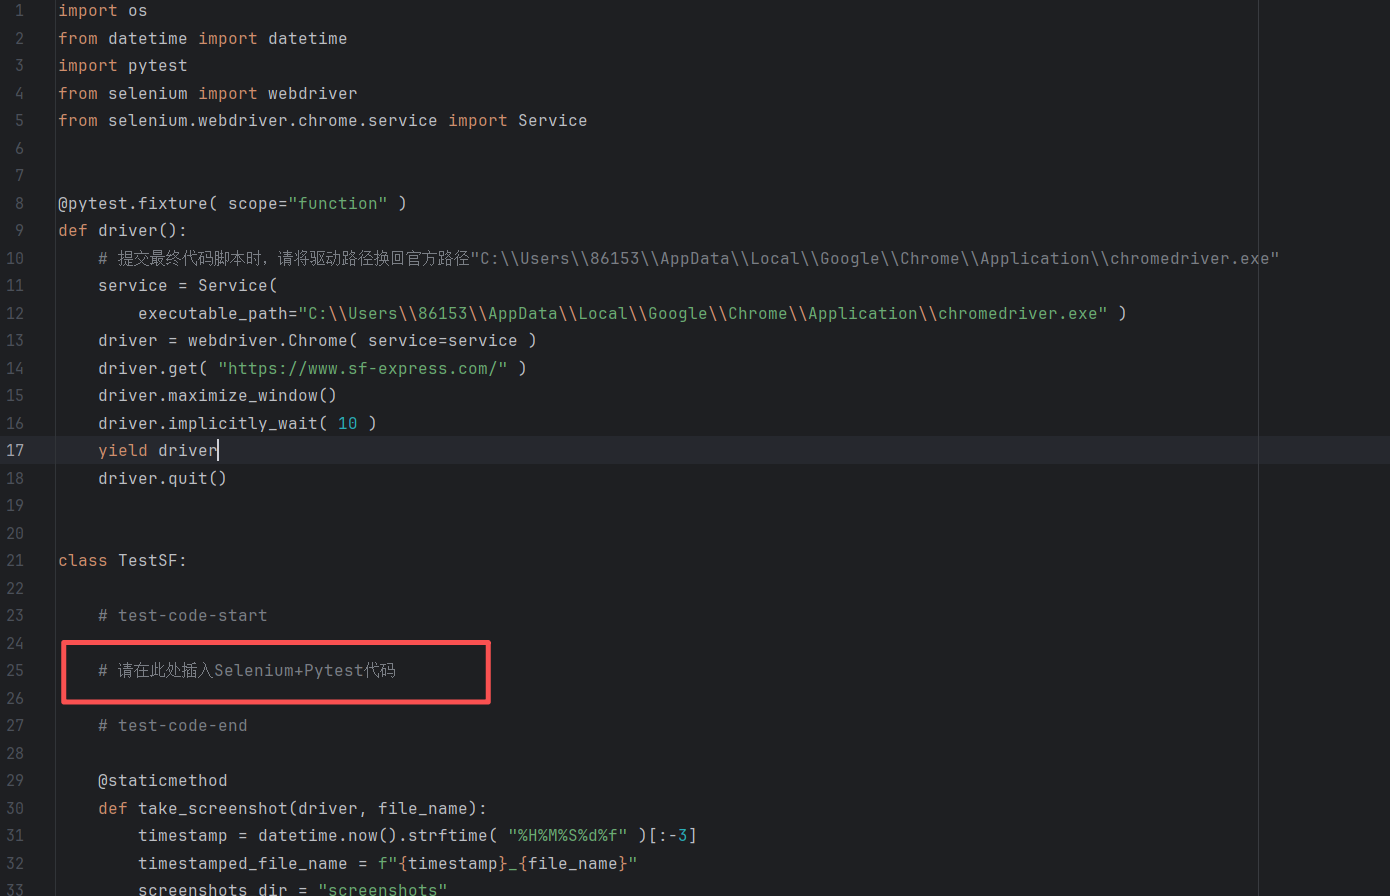 1 import os
2 from datetime import datetime
3 import pytest
4 from selenium import webdriver
5 from selenium.webdriver.chrome.service import Service
6
7
8 @pytest.fixture( scope="function" )
9 def driver():
10 # 提交最终代码脚本时，请将驱动路径换回官方路径"C:\\Users\\86153\\AppData\\Local\\Google\\Chrome\\Application\\chromedriver.exe"
11 service = Service(
12 executable_path="C:\\Users\\86153\\AppData\\Local\\Google\\Chrome\\Application\\chromedriver.exe" )
13 driver = webdriver.Chrome( service=service )
14 driver.get( "https://www.sf-express.com/" )
15 driver.maximize_window()
16 driver.implicitly_wait( 10 )
17 yield driver
18 driver.quit()
19
20
21 class TestSF:
22
23 # test-code-start
24
25 # 请在此处插入Selenium+Pytest代码
26
27 # test-code-end
28
29 @staticmethod
30 def take_screenshot(driver, file_name):
31 timestamp = datetime.now().strftime( "%H%M%S%d%f" )[:-3]
32 timestamped_file_name = f"{timestamp}_{file_name}"
33 screenshots_dir = "screenshots"